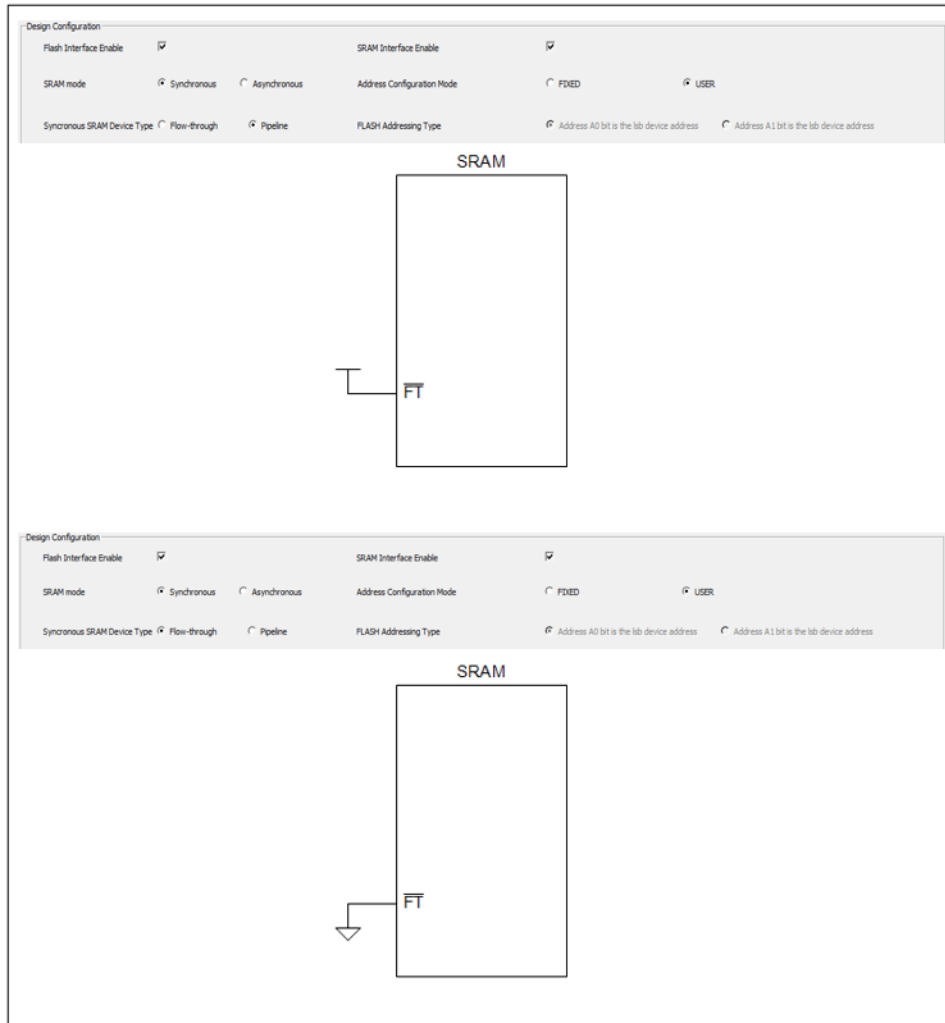 Design Configuration
Flash Interface Enable SRAM Interface Enable
SRAM mode Synchronous Asynchronous Address Configuration Mode FIXED USER
Syncronous SRAM Device Type Flow-through Pipeline FLASH Addressing Type Address A0 bit is the lsb device address Address A1 bit is the lsb device address
SRAM
FT
Design Configuration
Flash Interface Enable SRAM Interface Enable
SRAM mode Synchronous Asynchronous Address Configuration Mode FIXED USER
Syncronous SRAM Device Type Flow-through Pipeline FLASH Addressing Type Address A0 bit is the lsb device address Address A1 bit is the lsb device address
SRAM
FT